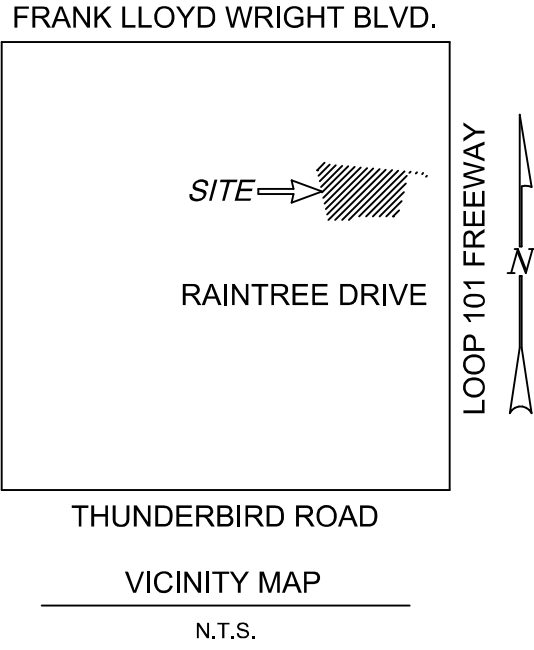 FRANK LLOYD WRIGHT BLVD.
SITE
RAINTREE DRIVE
LOOP 101 FREEWAY
N
THUNDERBIRD ROAD
VICINITY MAP
N.T.S.